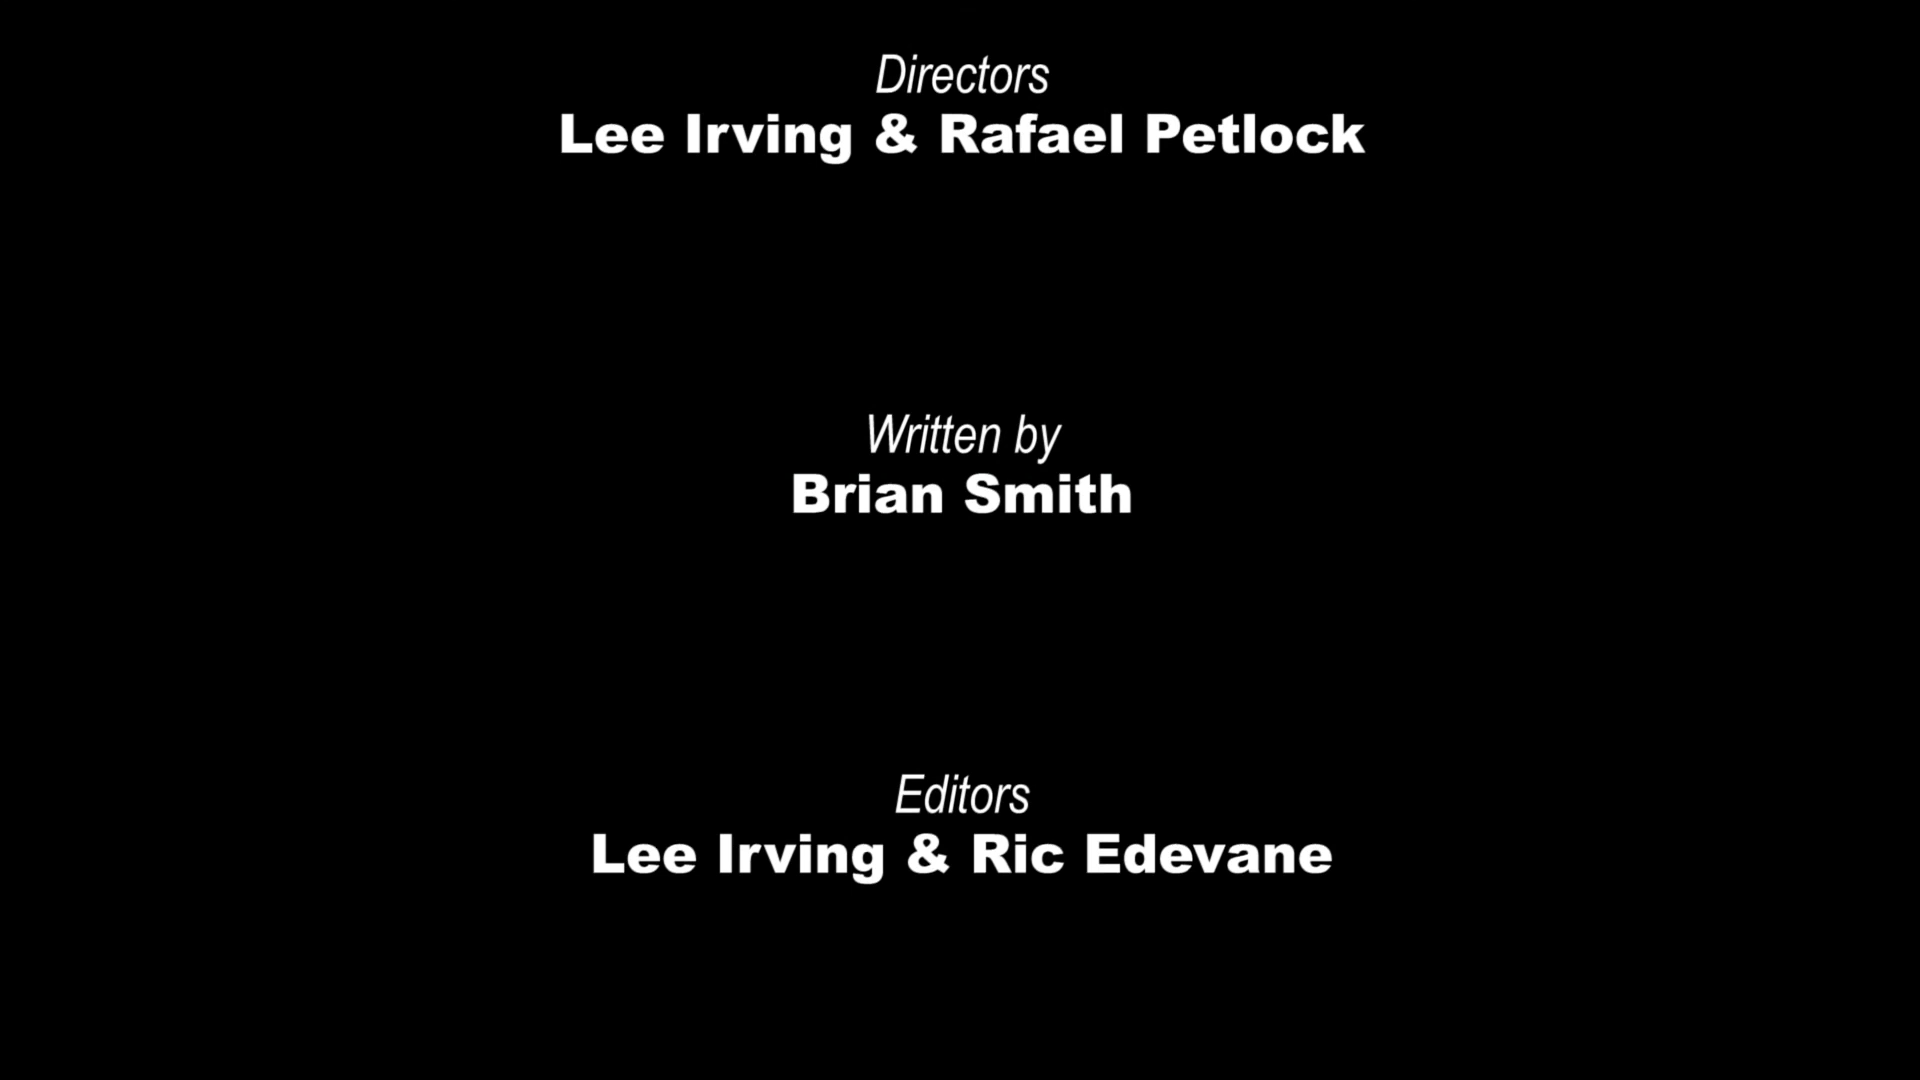 Directors
Lee Irving & Rafael Petlock
Written by
Brian Smith
Editors
Lee Irving & Ric Edevane